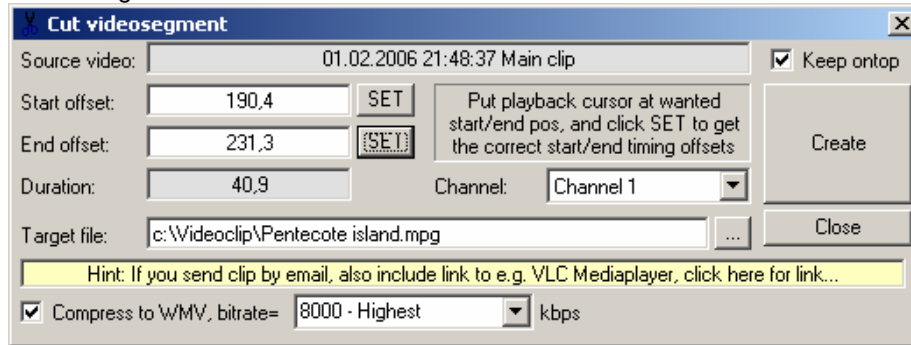 Cut videosegment
Source video: 01.02.2006 21:48:37 Main clip Keep ontop
Start offset: 190,4 SET
End offset: 231,3 SET
Put playback cursor at wanted
start/end pos, and click SET to get
the correct start/end timing offsets
Create
Duration: 40,9 Channel: Channel 1
Target file: c:\Videoclip\Pentecote island.mpg ... Close
Hint: If you send clip by email, also include link to e.g. VLC Mediaplayer, click here for link...
Compress to WMV, bitrate= 8000 - Highest kbps